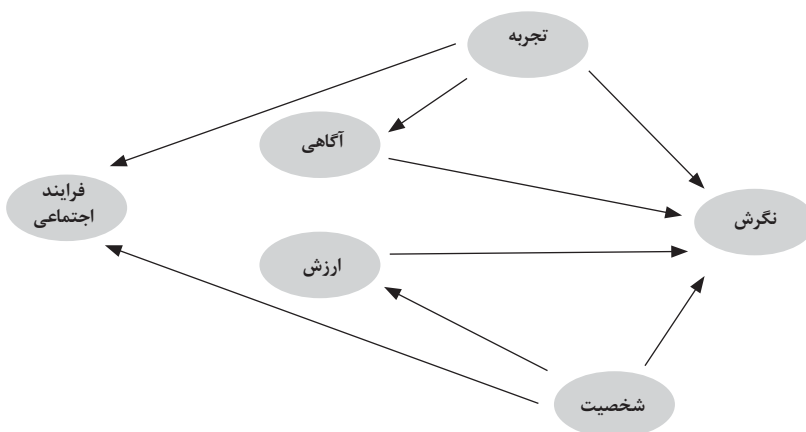 تجربه
آگاهی
فرایند
اجتماعی
نگرش
ارزش
شخصیت